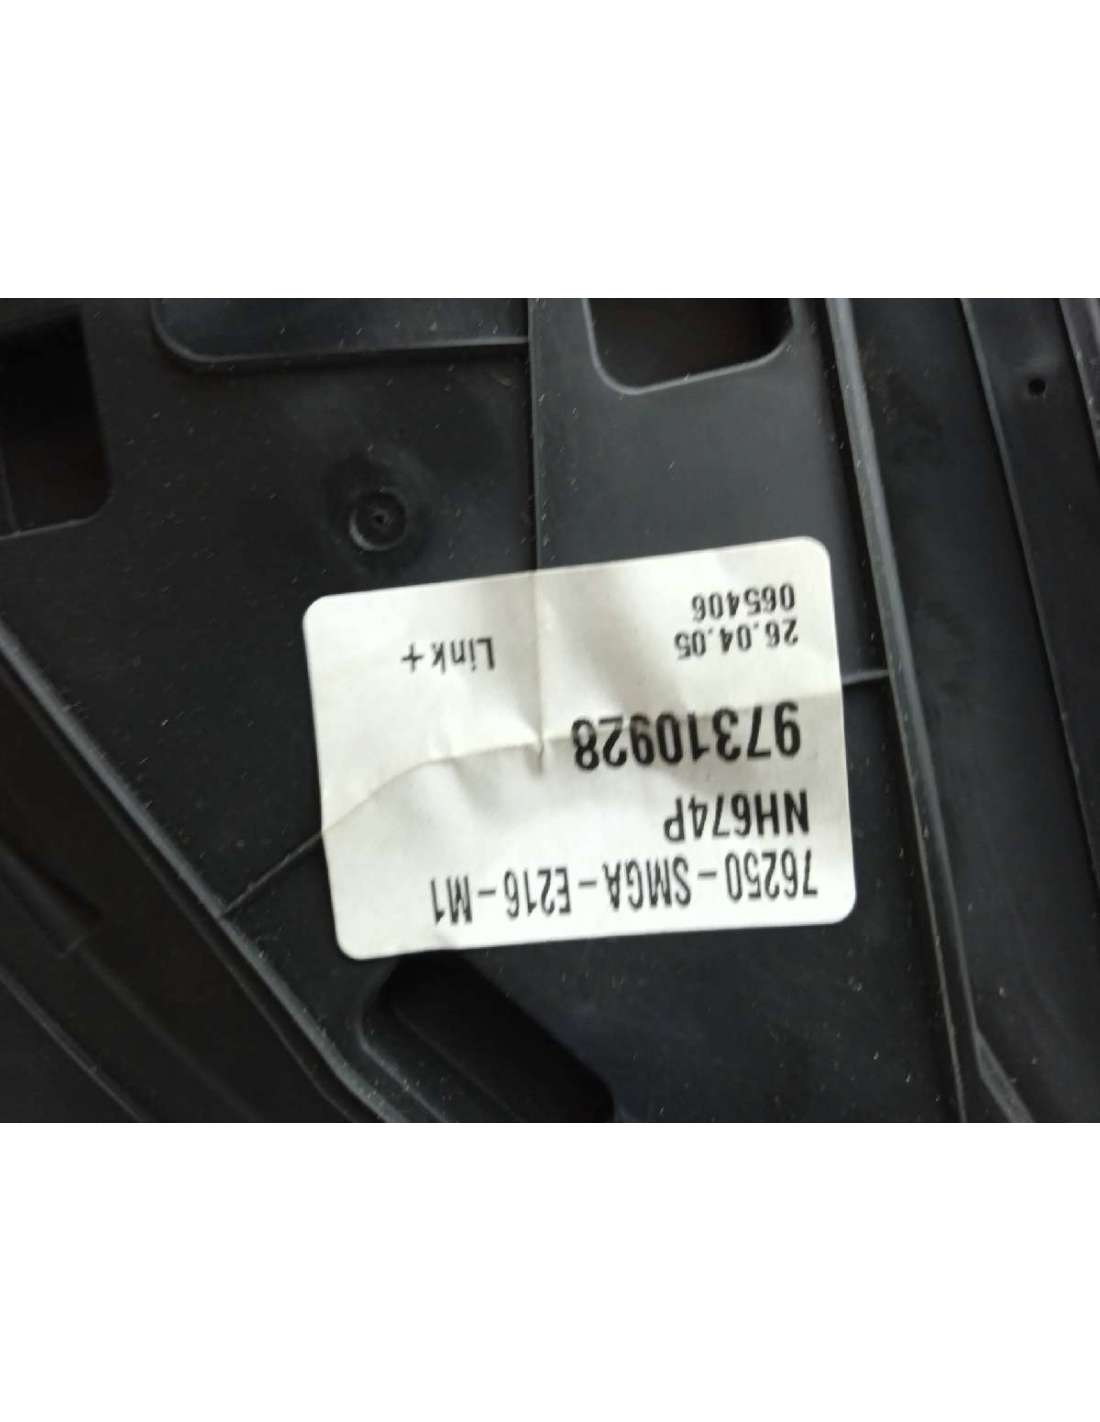 76250-SMGA-E216-M1
NH674P
97310928
26.04.05 Link+
065406